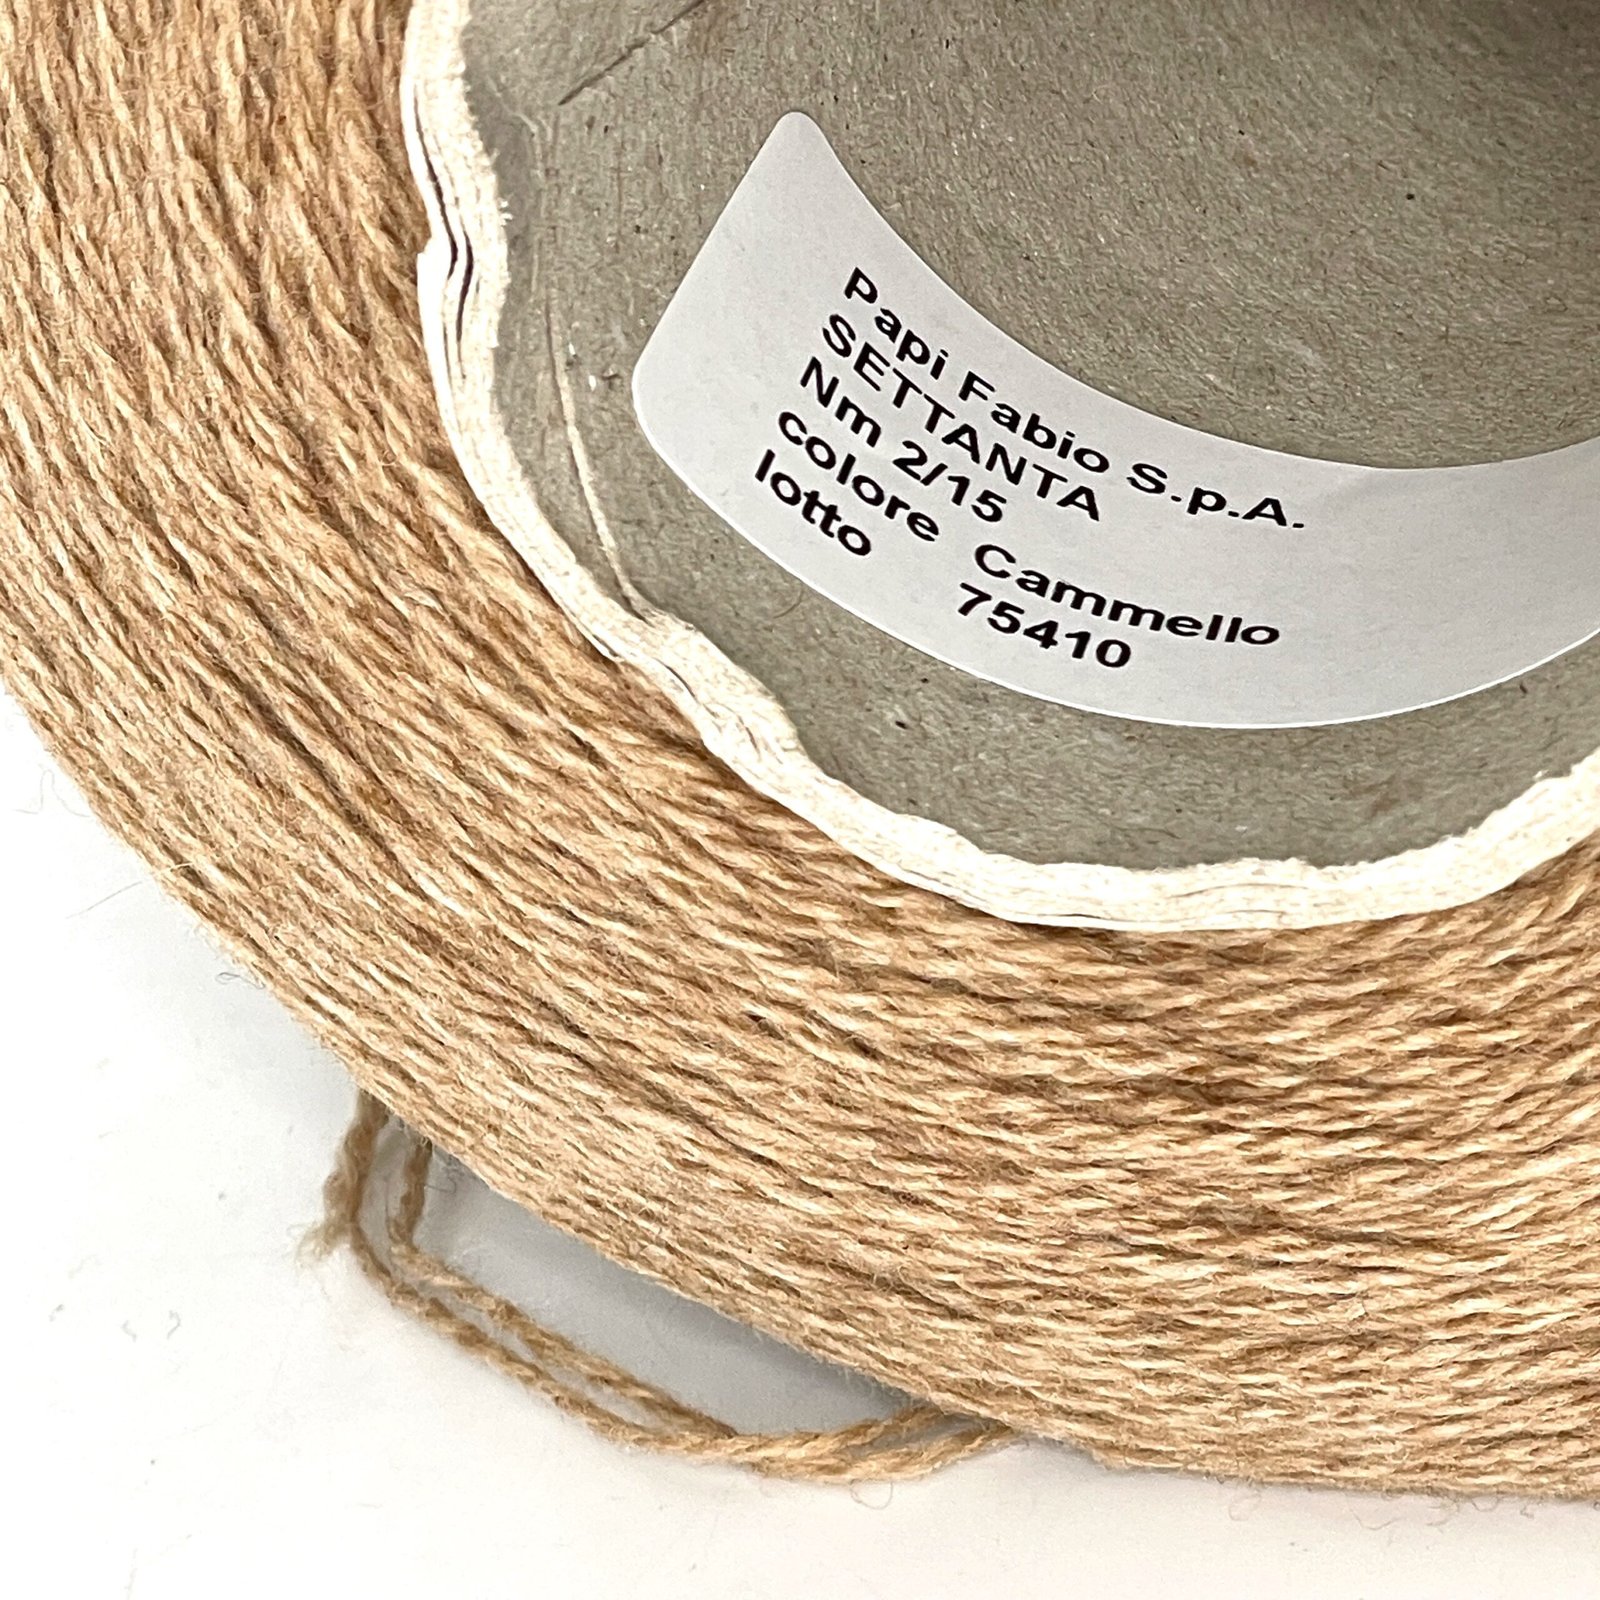 Papi Fabio S.p.A.
SETTANTA
Nm 2/15
colore Cammello
lotto 75410